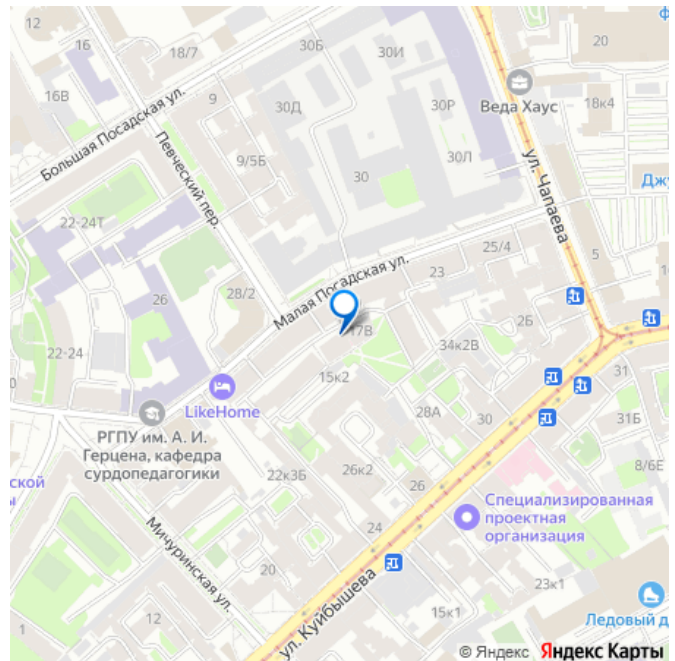 12
16
18/7
30Б
30И
20
Веда Хаус
18к4
16В
9
30Д
30Р
Большая Посадская ул.
Певческий пер.
9/5Б
30Л
30
ул. Чапаева
22-24Т
Малая Посадская ул.
25/4
23
5
26
28/2
17В
2Б
34к2В
22-24
15к2
31
LikeHome
28А
30
31Б
РГПУ им. А. И.
Герцена, кафедра
сурдопедагогики
8/6Е
22к3Б
26к2
26
Специализированная
проектная
организация
Мичуринская ул.
24
20
23к1
12
15к1
1
ул. Куйбышева
Ледовый д
© Яндекс Яндекс Карты